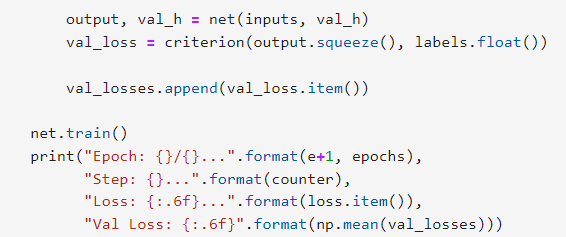 output, val_h = net(inputs, val_h)
val_loss = criterion(output.squeeze(), labels.float())
val_losses.append(val_loss.item())
net.train()
print("Epoch: {}/{}...".format(e+1, epochs),
"Step: {}...".format(counter),
"Loss: {:.6f}...".format(loss.item()),
"Val Loss: {:.6f}".format(np.mean(val_losses)))